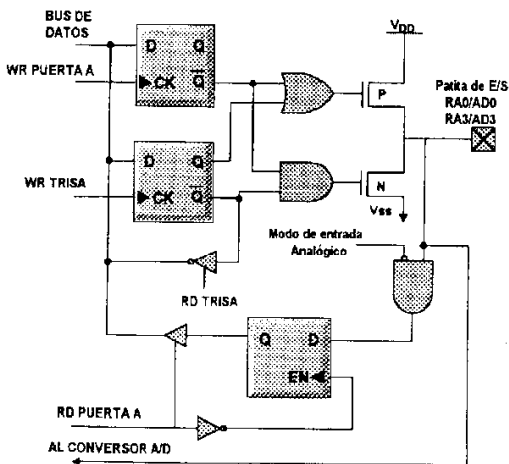 BUS DE
DATOS
WR PUERTA A
D Q
CK Q
VDD
P
Patita de E/S
RA0/AD0
RA3/AD3
WR TRISA
D Q
CK Q
N
Vss
Modo de entrada
Analógico
RD TRISA
Q D
EN
RD PUERTA A
AL CONVERSOR A/D